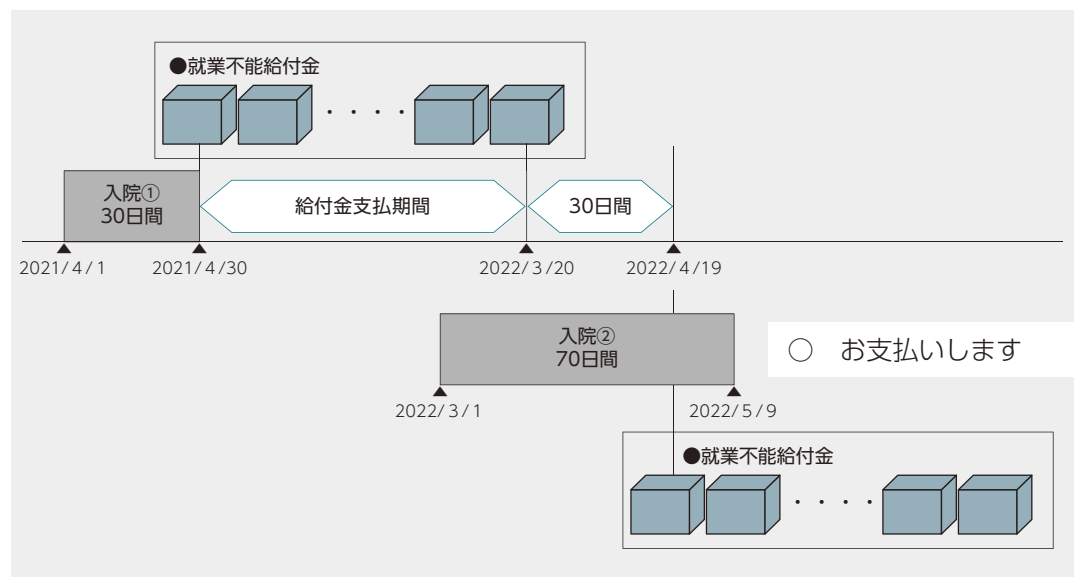 ●就業不能給付金
・・・・
入院①
30日間
給付金支払期間
30日間
2021/4/1
2021/4/30
2022/3/20
2022/4/19
入院②
70日間
○ お支払いします
2022/3/1
2022/5/9
●就業不能給付金
・・・・